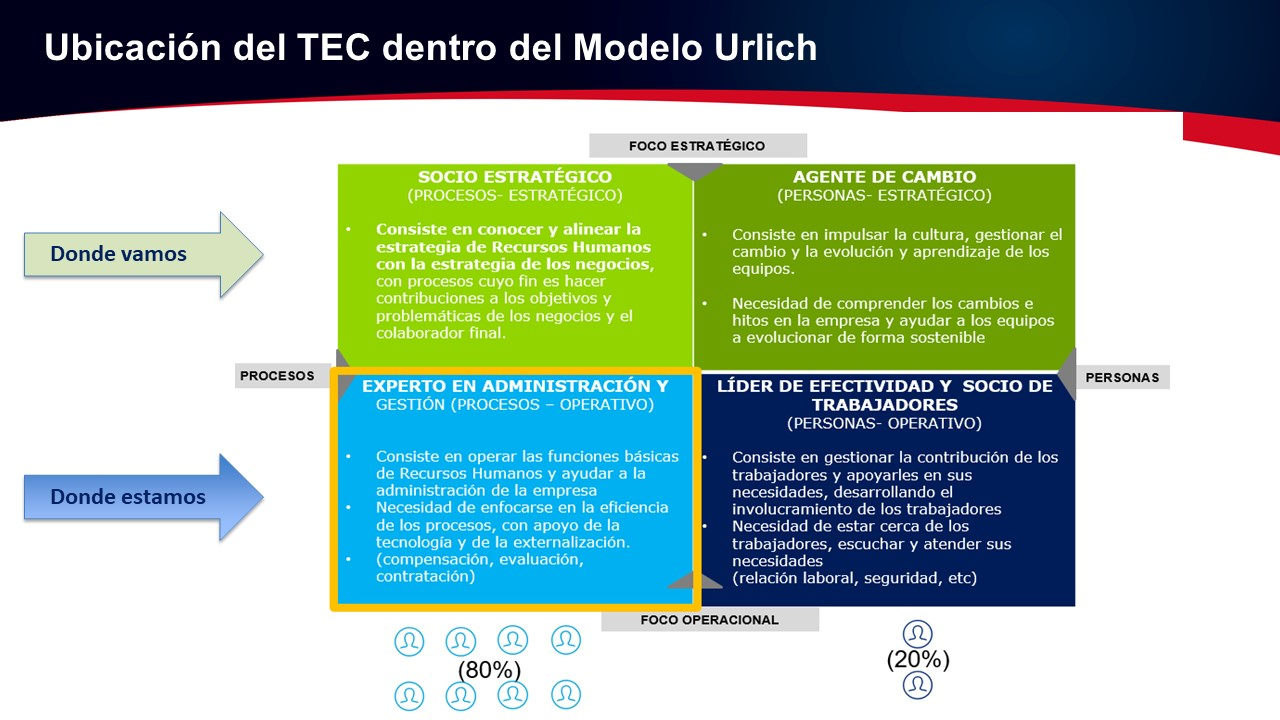 Ubicación del TEC dentro del Modelo Urlich
FOCO ESTRATÉGICO
SOCIO ESTRATÉGICO
(PROCESOS- ESTRATÉGICO)
• Consiste en conocer y alinear la
estrategia de Recursos Humanos
con la estrategia de los negocios,
con procesos cuyo fin es hacer
contribuciones a los objetivos y
problemáticas de los negocios y el
colaborador final.
AGENTE DE CAMBIO
(PERSONAS- ESTRATÉGICO)
• Consiste en impulsar la cultura, gestionar el
cambio y la evolución y aprendizaje de los
equipos.
• Necesidad de comprender los cambios e
hitos en la empresa y ayudar a los equipos
a evolucionar de forma sostenible
Donde vamos
PROCESOS
PERSONAS
EXPERTO EN ADMINISTRACIÓN Y
GESTIÓN (PROCESOS – OPERATIVO)
• Consiste en operar las funciones básicas
de Recursos Humanos y ayudar a la
administración de la empresa
• Necesidad de enfocarse en la eficiencia
de los procesos, con apoyo de la
tecnología y de la externalización.
• (compensación, evaluación,
contratación)
LÍDER DE EFECTIVIDAD Y SOCIO DE
TRABAJADORES
(PERSONAS- OPERATIVO)
• Consiste en gestionar la contribución de los
trabajadores y apoyarles en sus
necesidades, desarrollando el
involucramiento de los trabajadores
• Necesidad de estar cerca de los
trabajadores, escuchar y atender sus
necesidades
(relación laboral, seguridad, etc)
Donde estamos
FOCO OPERACIONAL
(80%)
(20%)